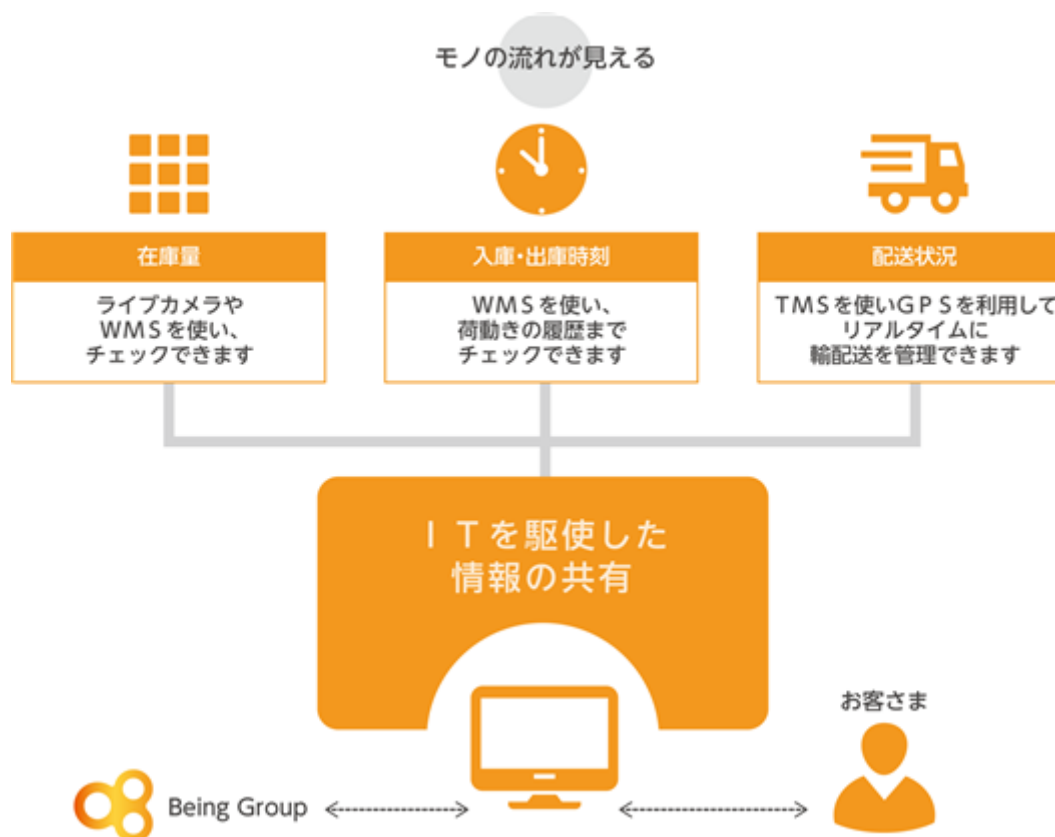 モノの流れが見える
在庫量
ライブカメラや
ＷＭＳを使い、
チェックできます
入庫・出庫時刻
ＷＭＳを使い、
荷動きの履歴まで
チェックできます
配送状況
ＴＭＳを使いＧＰＳを利用して
リアルタイムに
輸配送を管理できます
ＩＴを駆使した
情報の共有
お客さま
Being Group